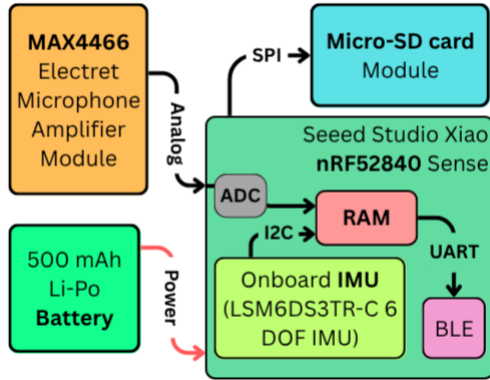 MAX4466
Electret
Microphone
Amplifier
Module
Analog
SPI
Micro-SD card
Module
Seeed Studio Xiao
nRF52840 Sense
ADC
RAM
I2C
UART
500 mAh
Li-Po
Battery
Power
Onboard IMU
(LSM6DS3TR-C 6
DOF IMU)
BLE